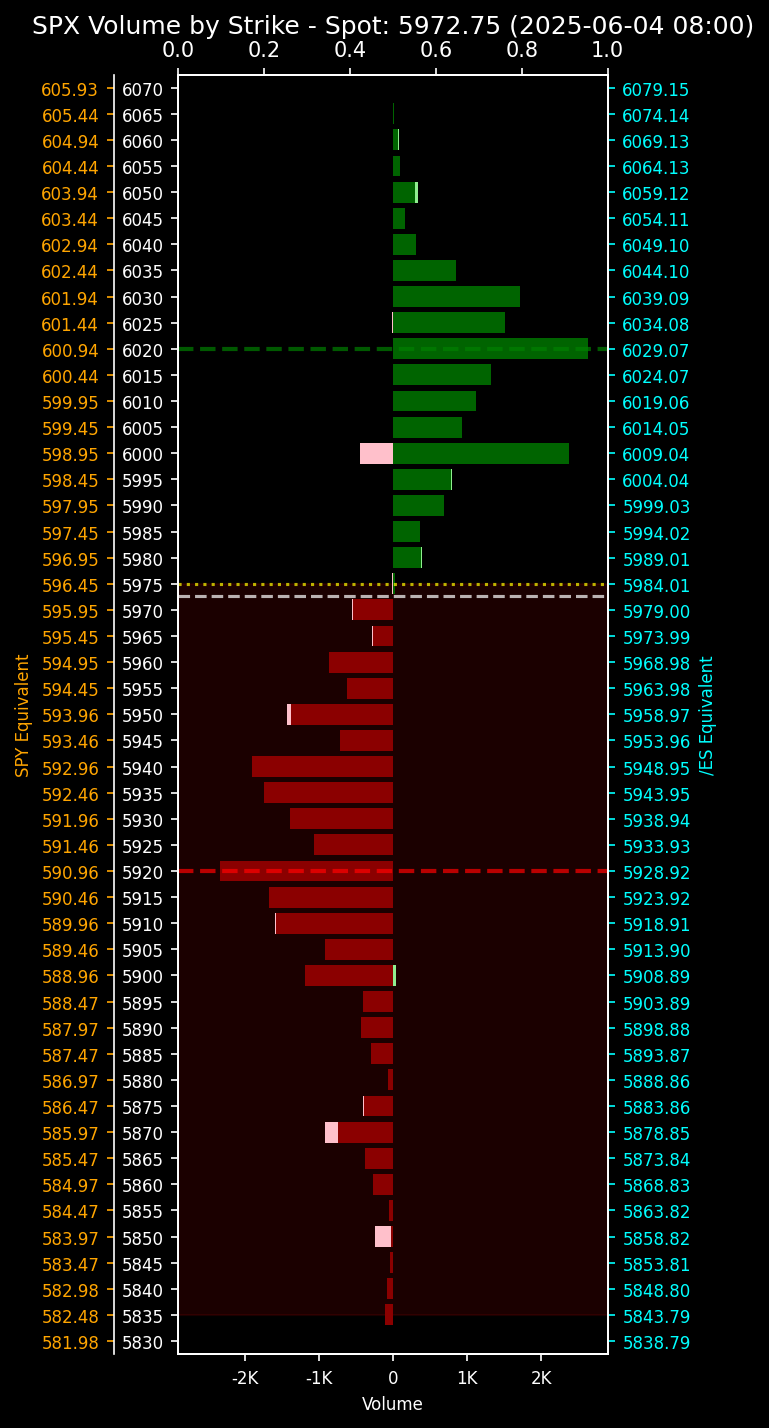 SPX Volume by Strike - Spot: 5972.75 (2025-06-04 08:00)
0.0 0.2 0.4 0.6 0.8 1.0
605.93 6070 6079.15
605.44 6065 6074.14
604.94 6060 6069.13
604.44 6055 6064.13
603.94 6050 6059.12
603.44 6045 6054.11
602.94 6040 6049.10
602.44 6035 6044.10
601.94 6030 6039.09
601.44 6025 6034.08
600.94 6020 6029.07
600.44 6015 6024.07
599.95 6010 6019.06
599.45 6005 6014.05
598.95 6000 6009.04
598.45 5995 6004.04
597.95 5990 5999.03
597.45 5985 5994.02
596.95 5980 5989.01
596.45 5975 5984.01
595.95 5970 5979.00
595.45 5965 5973.99
594.95 5960 5968.98
594.45 5955 5963.98
593.96 5950 5958.97
593.46 5945 5953.96
592.96 5940 5948.95
592.46 5935 5943.95
591.96 5930 5938.94
591.46 5925 5933.93
590.96 5920 5928.92
590.46 5915 5923.92
589.96 5910 5918.91
589.46 5905 5913.90
588.96 5900 5908.89
588.47 5895 5903.89
587.97 5890 5898.88
587.47 5885 5893.87
586.97 5880 5888.86
586.47 5875 5883.86
585.97 5870 5878.85
585.47 5865 5873.84
584.97 5860 5868.83
584.47 5855 5863.82
583.97 5850 5858.82
583.47 5845 5853.81
582.98 5840 5848.80
582.48 5835 5843.79
581.98 5830 5838.79
SPY Equivalent
/ES Equivalent
-2K -1K 0 1K 2K
Volume